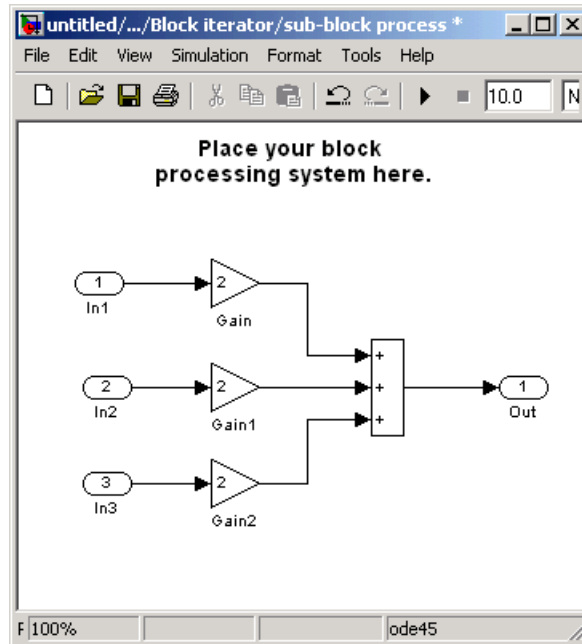 untitled/.../Block iterator/sub-block process *
File Edit View Simulation Format Tools Help
10.0 N
Place your block
processing system here.
1
In1
2
Gain
2
In2
2
Gain1
3
In3
2
Gain2
+
+
+
1
Out
F 100% ode45